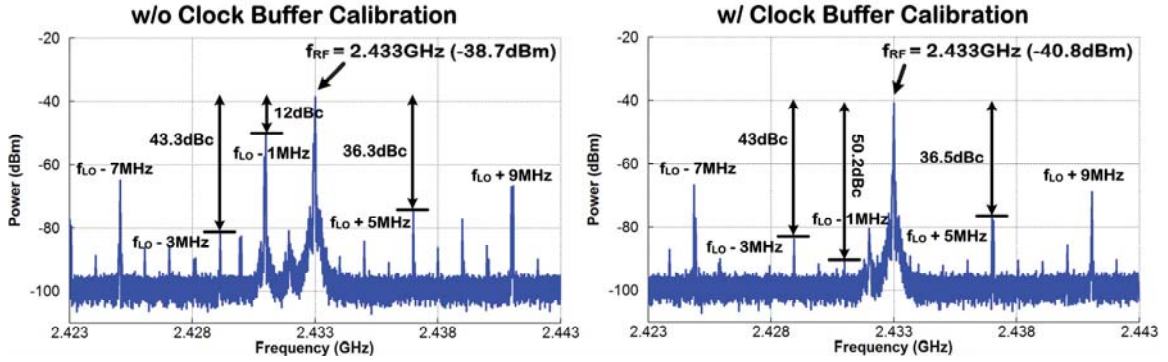 w/o Clock Buffer Calibration
-20
-40
-60
-80
-100
Power (dBm)
f_RF = 2.433GHz (-38.7dBm)
12dBc
43.3dBc
36.3dBc
f_LO - 1MHz
f_LO - 7MHz
f_LO + 9MHz
f_LO + 5MHz
f_LO - 3MHz
2.423 2.428 2.433 2.438 2.443
Frequency (GHz)
w/ Clock Buffer Calibration
-20
-40
-60
-80
-100
Power (dBm)
f_RF = 2.433GHz (-40.8dBm)
43dBc
50.2dBc
36.5dBc
f_LO - 7MHz
f_LO + 9MHz
f_LO - 1MHz
f_LO + 5MHz
f_LO - 3MHz
2.423 2.428 2.433 2.438 2.443
Frequency (GHz)